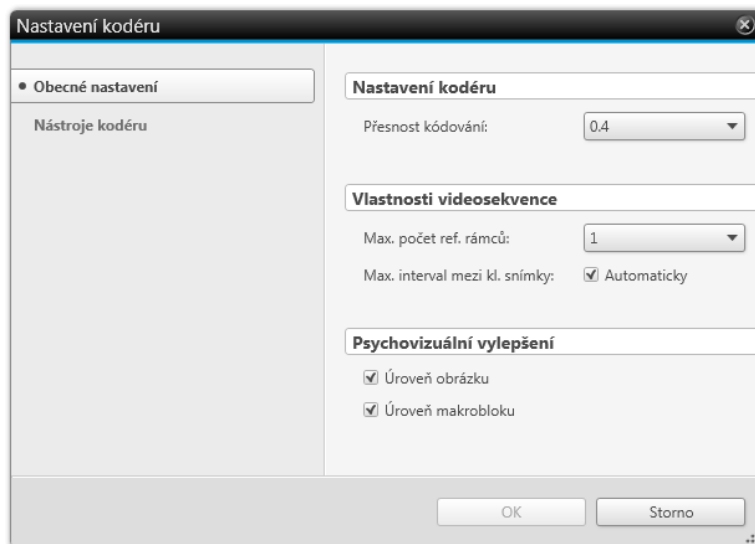 Nastavení kodéru
Obecné nastavení
Nástroje kodéru
Nastavení kodéru
Přesnost kódování: 0.4
Vlastnosti videosekvence
Max. počet ref. rámců: 1
Max. interval mezi kl. snímky: Automaticky
Psychovizuální vylepšení
Úroveň obrázku
Úroveň makrobloku
OK Storno